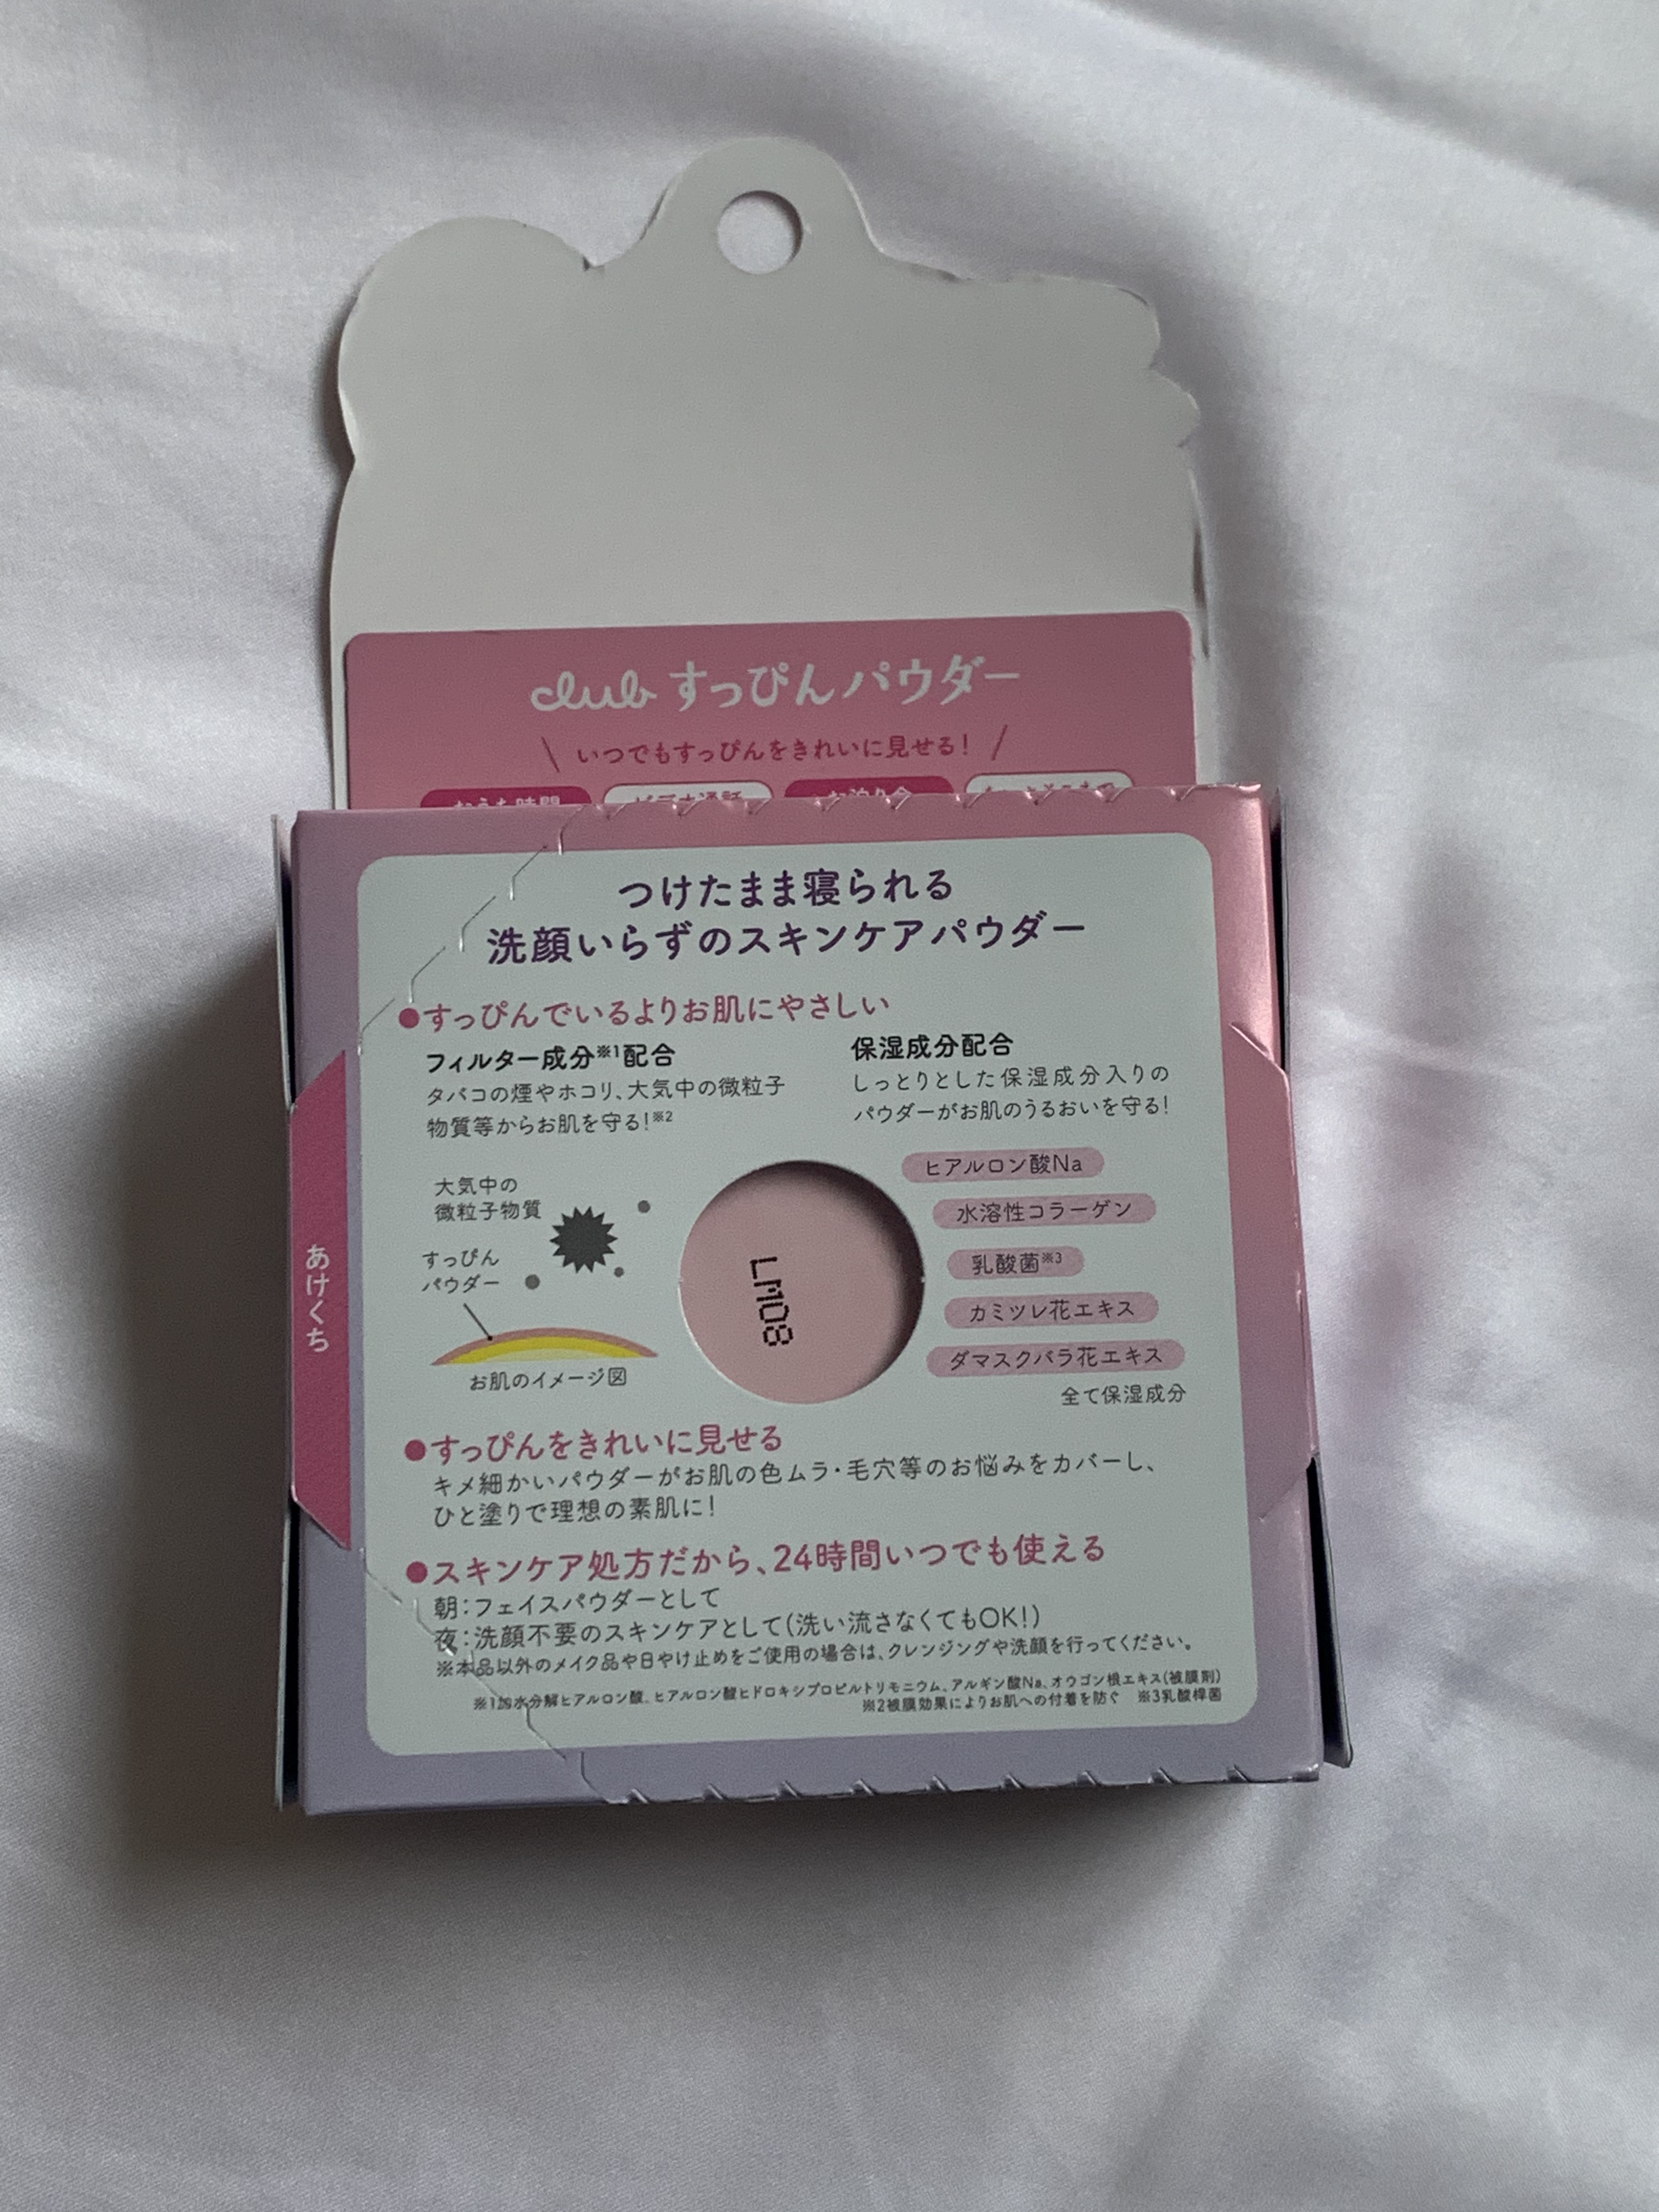 club すっぴんパウダー
いつでもすっぴんをきれいに見せる!
おうち時間 ビデオ通話 お泊り会
つけたまま寝られる
洗顔いらずのスキンケアパウダー
●すっぴんでいるよりお肌にやさしい
フィルター成分※1配合
タバコの煙やホコリ、大気中の微粒子
物質等からお肌を守る!※2
保湿成分配合
しっとりとした保湿成分入りの
パウダーがお肌のうるおいを守る!
大気中の
微粒子物質
すっぴん
パウダー
お肌のイメージ図
LM08
ヒアルロン酸Na
水溶性コラーゲン
乳酸菌※3
カミツレ花エキス
ダマスクバラ花エキス
全て保湿成分
あけくち
●すっぴんをきれいに見せる
キメ細かいパウダーがお肌の色ムラ・毛穴等のお悩みをカバーし、
ひと塗りで理想の素肌に!
●スキンケア処方だから、24時間いつでも使える
朝:フェイスパウダーとして
夜:洗顔不要のスキンケアとして(洗い流さなくてもOK!)
※本品以外のメイク品や日やけ止めをご使用の場合は、クレンジングや洗顔を行ってください。
※1加水分解ヒアルロン酸、ヒアルロン酸ヒドロキシプロピルトリモニウム、アルギン酸Na、オウゴン根エキス(被膜剤)
※2被膜効果によりお肌への付着を防ぐ ※3乳酸桿菌